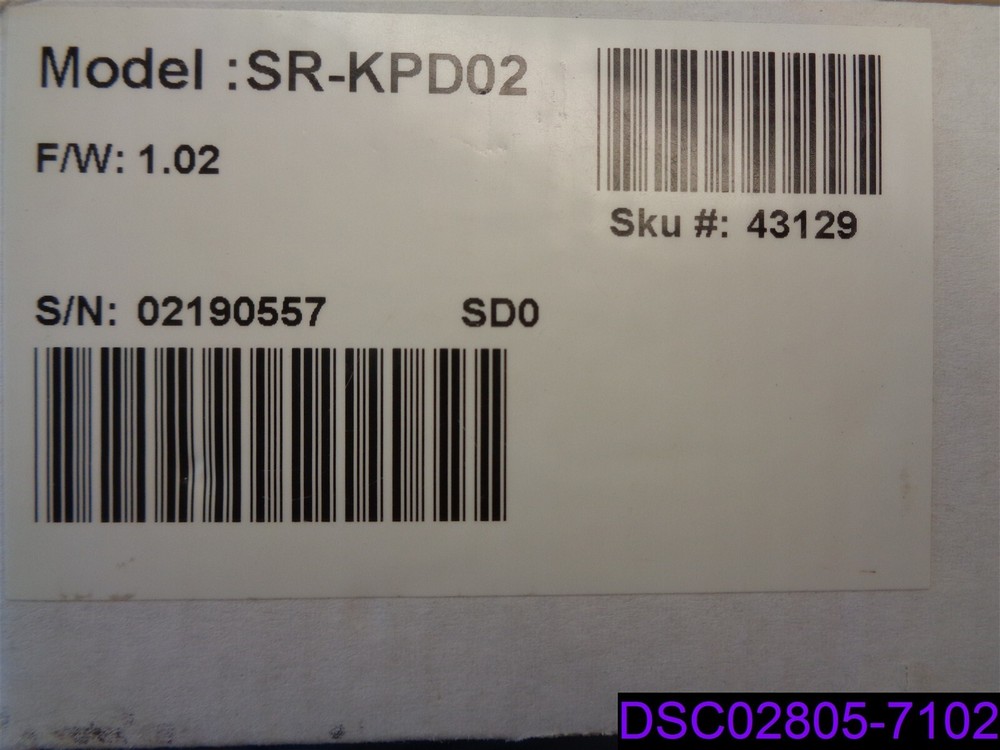 Model :SR-KPD02
F/W: 1.02
Sku #: 43129
S/N: 02190557 SD0
DSC02805-7102